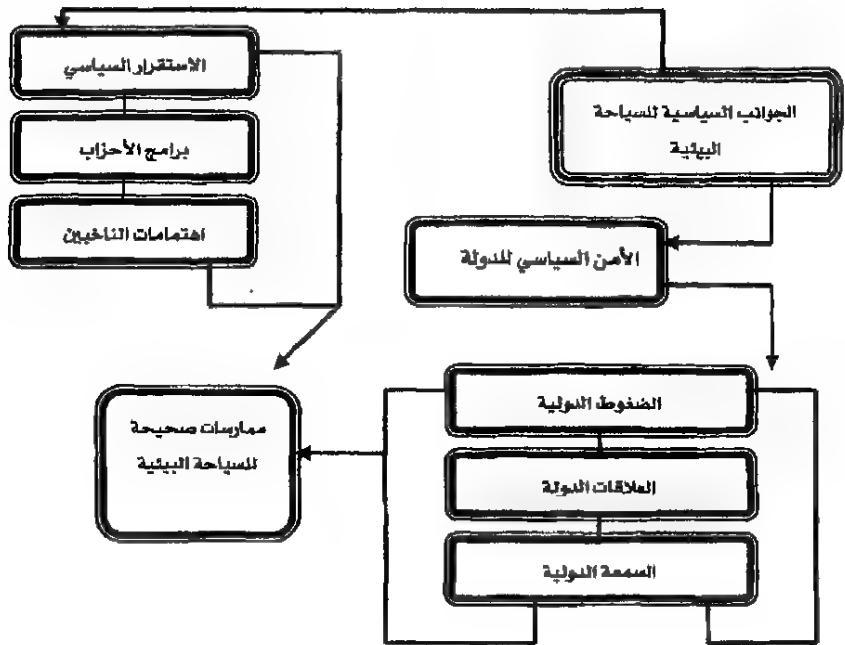 الاستقرار السياسي
برامج الأحزاب
اهتمامات الناخبين
الجوانب السياسية للسياحة
البيئية
الأمن السياسي للدولة
الضغوط الدولية
العلاقات الدولة
السمعة الدولية
ممارسات صحيحة
للسياحة البيئية